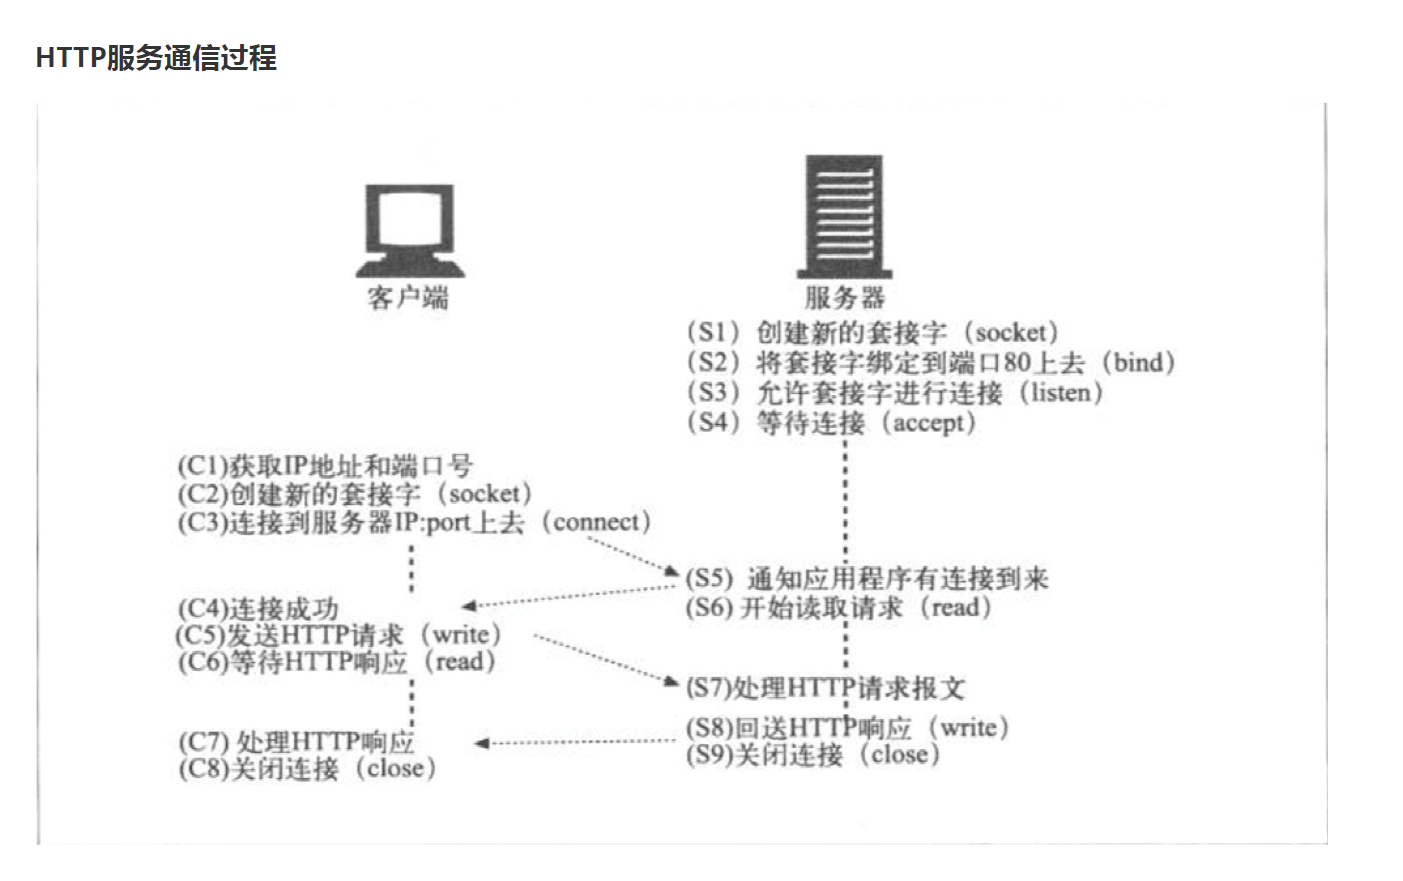 HTTP服务通信过程
客户端
服务器
(S1) 创建新的套接字（socket）
(S2) 将套接字绑定到端口80上去（bind）
(S3) 允许套接字进行连接（listen）
(S4) 等待连接（accept）
(C1)获取IP地址和端口号
(C2)创建新的套接字（socket）
(C3)连接到服务器IP:port上去（connect）
(S5) 通知应用程序有连接到来
(S6) 开始读取请求（read）
(C4)连接成功
(C5)发送HTTP请求（write）
(C6)等待HTTP响应（read）
(S7)处理HTTP请求报文
(S8)回送HTTP响应（write）
(S9)关闭连接（close）
(C7) 处理HTTP响应
(C8)关闭连接（close）